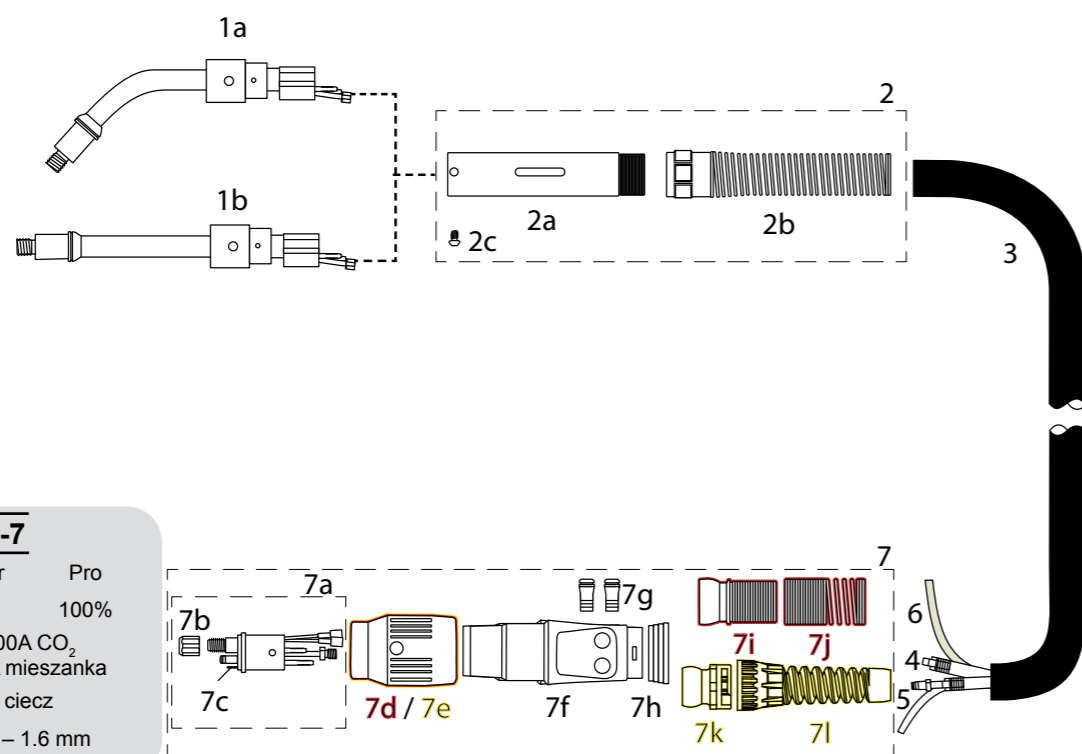 1a
1b
2
2a
2b
2c
3
-7
Pro
100%
00A CO₂
mieszanka
ciecz
– 1.6 mm
7
7a
7b
7c
7d / 7e
7f
7g
7h
7i
7j
7k
7l
6
4
5